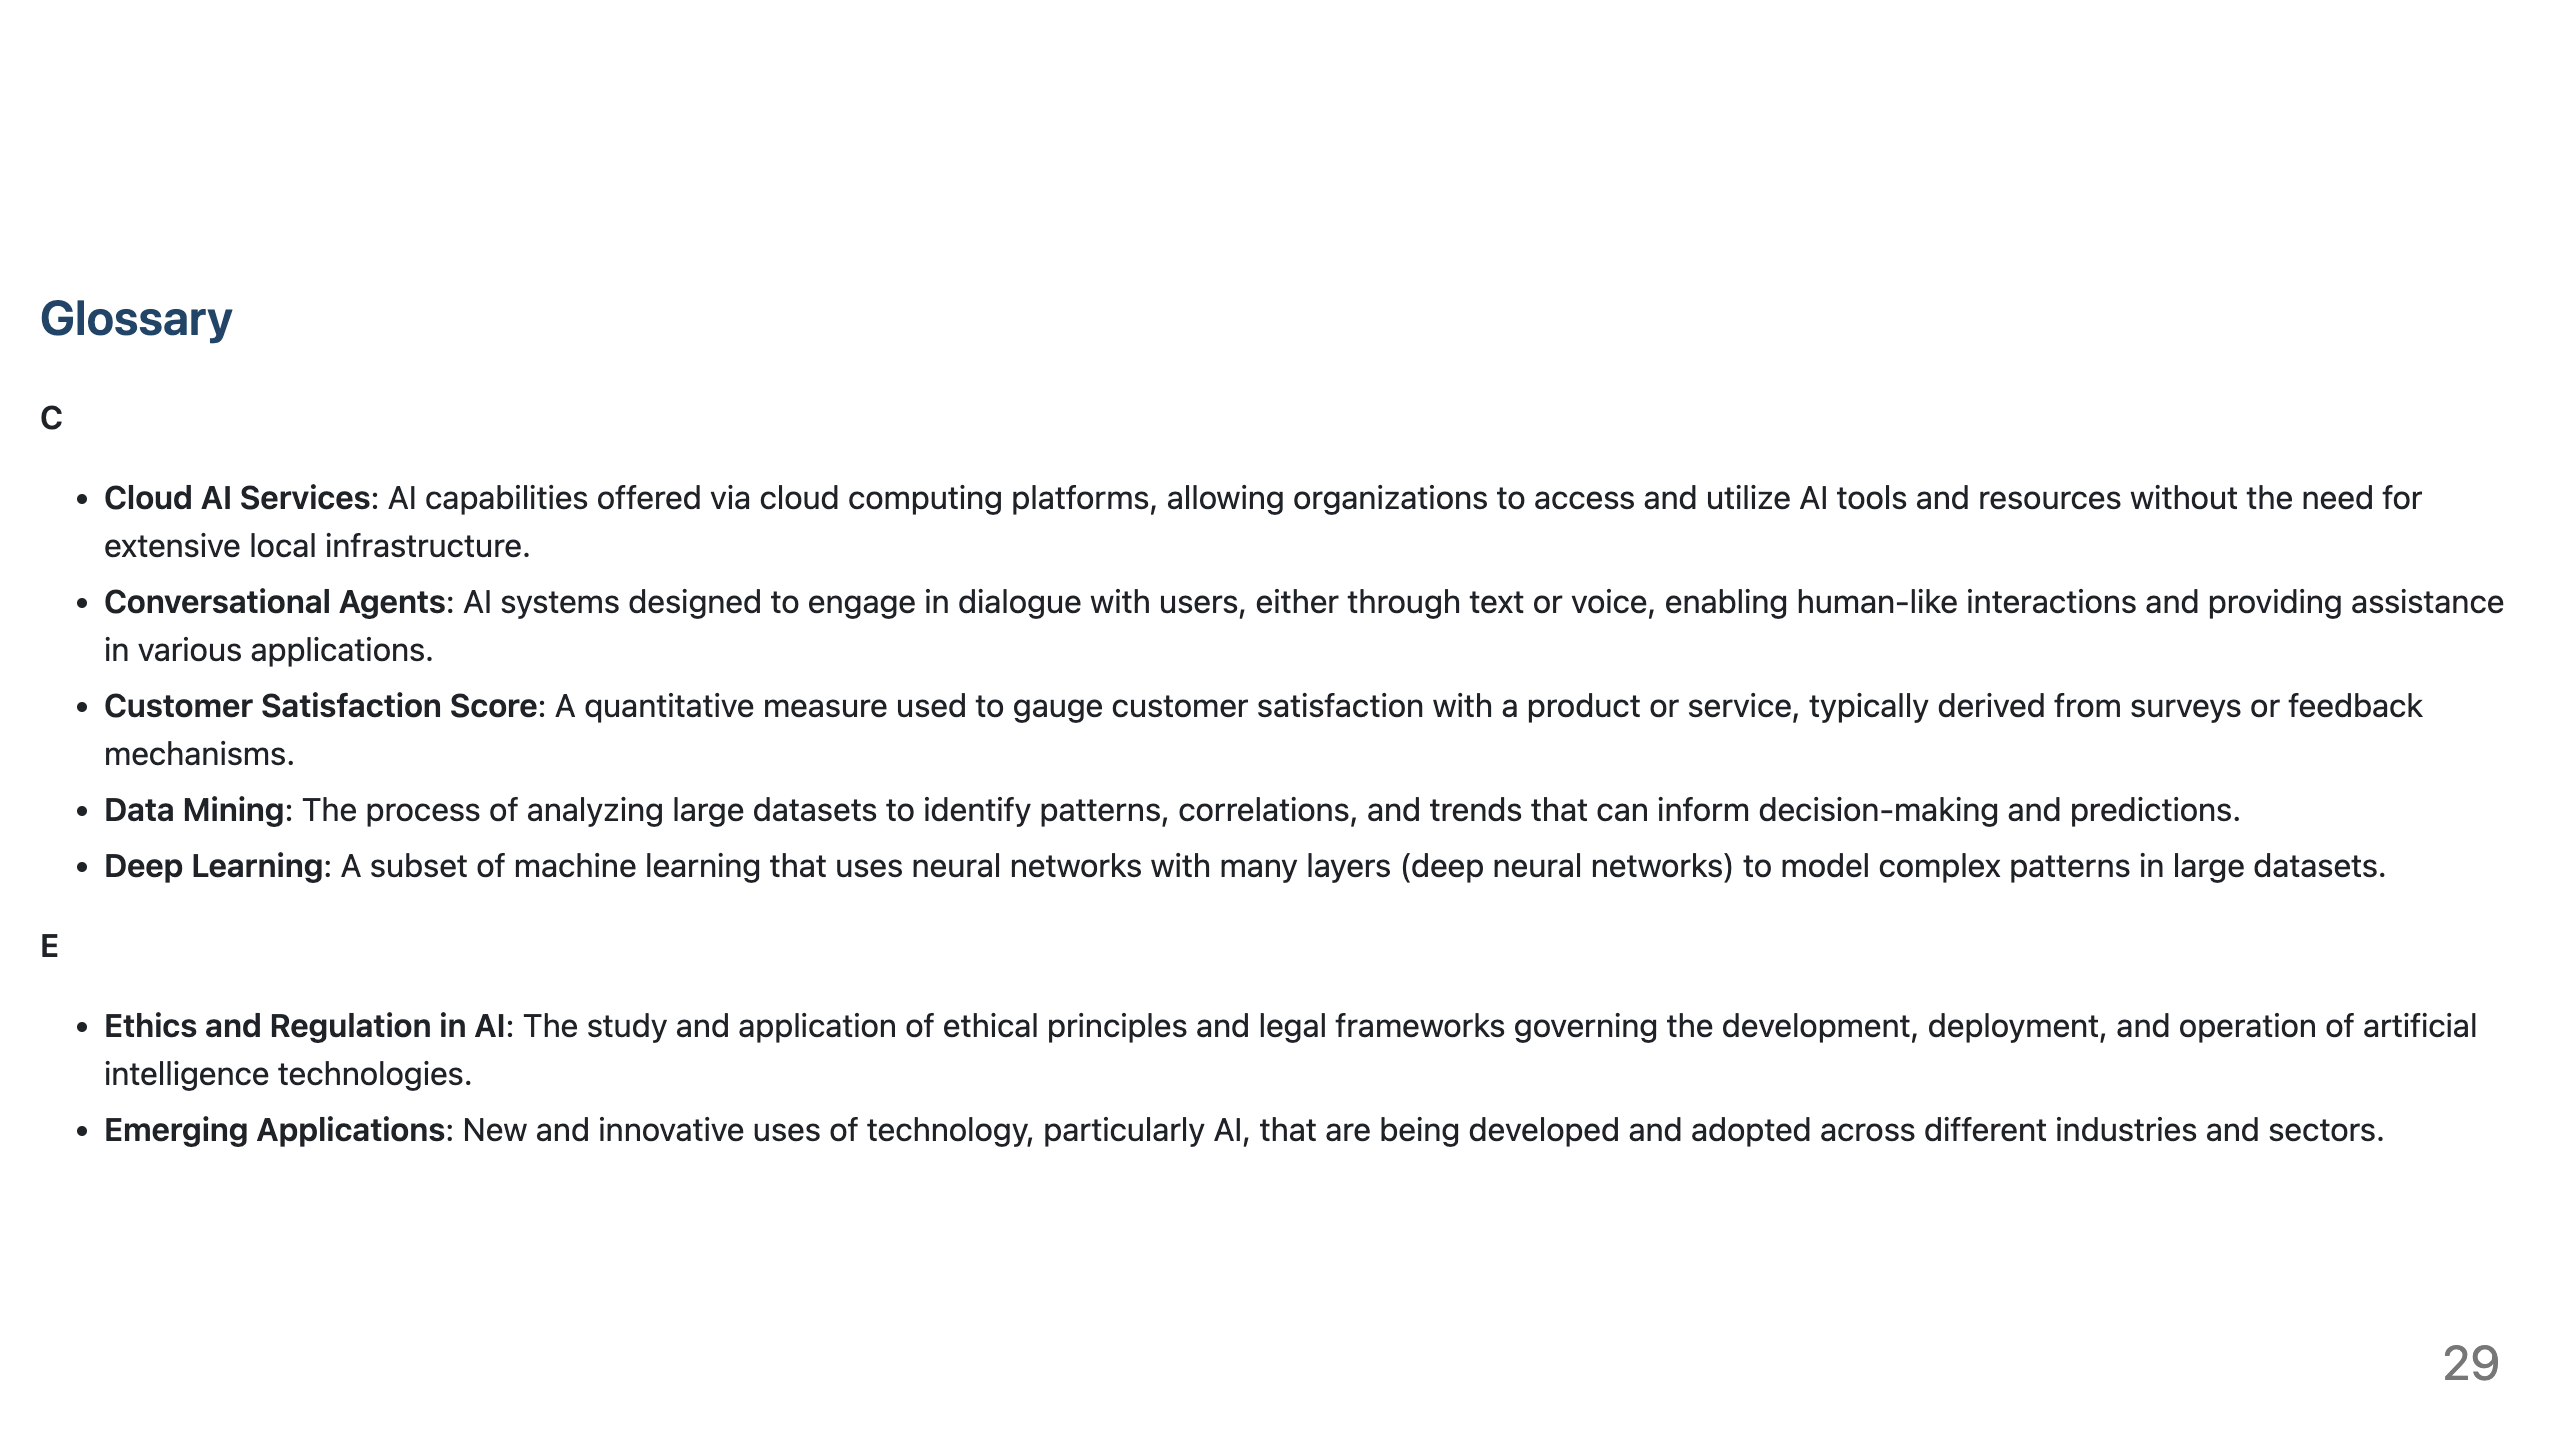 Glossary
C
• Cloud AI Services: AI capabilities offered via cloud computing platforms, allowing organizations to access and utilize AI tools and resources without the need for
extensive local infrastructure.
• Conversational Agents: AI systems designed to engage in dialogue with users, either through text or voice, enabling human-like interactions and providing assistance
in various applications.
• Customer Satisfaction Score: A quantitative measure used to gauge customer satisfaction with a product or service, typically derived from surveys or feedback
mechanisms.
• Data Mining: The process of analyzing large datasets to identify patterns, correlations, and trends that can inform decision-making and predictions.
• Deep Learning: A subset of machine learning that uses neural networks with many layers (deep neural networks) to model complex patterns in large datasets.
E
• Ethics and Regulation in AI: The study and application of ethical principles and legal frameworks governing the development, deployment, and operation of artificial
intelligence technologies.
• Emerging Applications: New and innovative uses of technology, particularly AI, that are being developed and adopted across different industries and sectors.
29